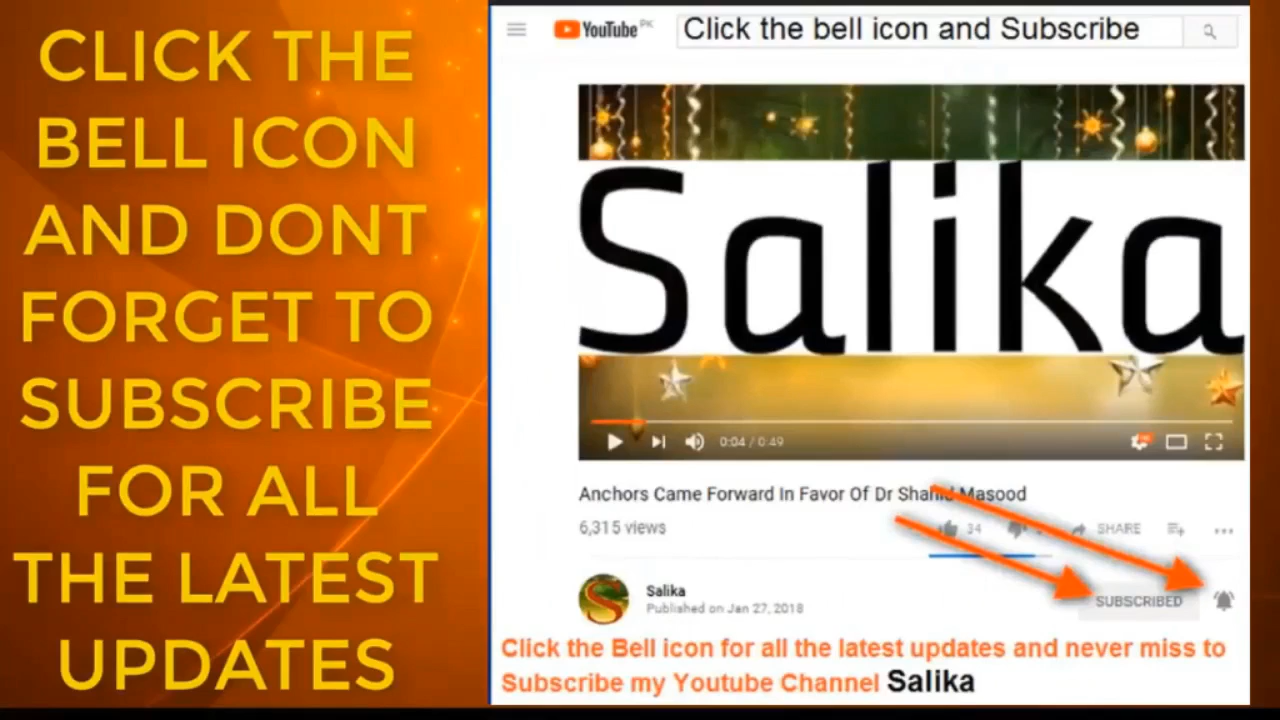 CLICK THE
BELL ICON
AND DONT
FORGET TO
SUBSCRIBE
FOR ALL
THE LATEST
UPDATES
YouTube PK
Click the bell icon and Subscribe
Salika
0:04 / 0:49
Anchors Came Forward In Favor Of Dr Shahid Masood
6,315 views
34
SHARE
Salika
Published on Jan 27, 2018
SUBSCRIBED
Click the Bell icon for all the latest updates and never miss to
Subscribe my Youtube Channel Salika